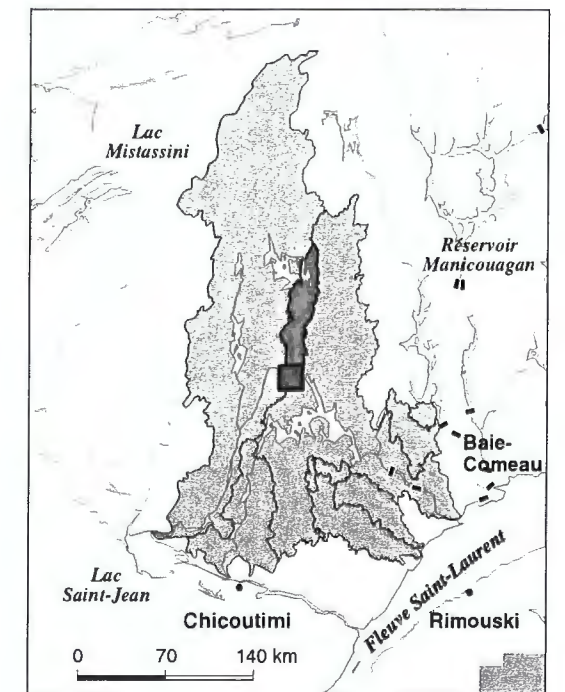 Lac
Mistassini
Réservoir
Manicouagan
Baie-
Comeau
Lac
Saint-Jean
Chicoutimi
Fleuve Saint-Laurent
Rimouski
0 70 140 km